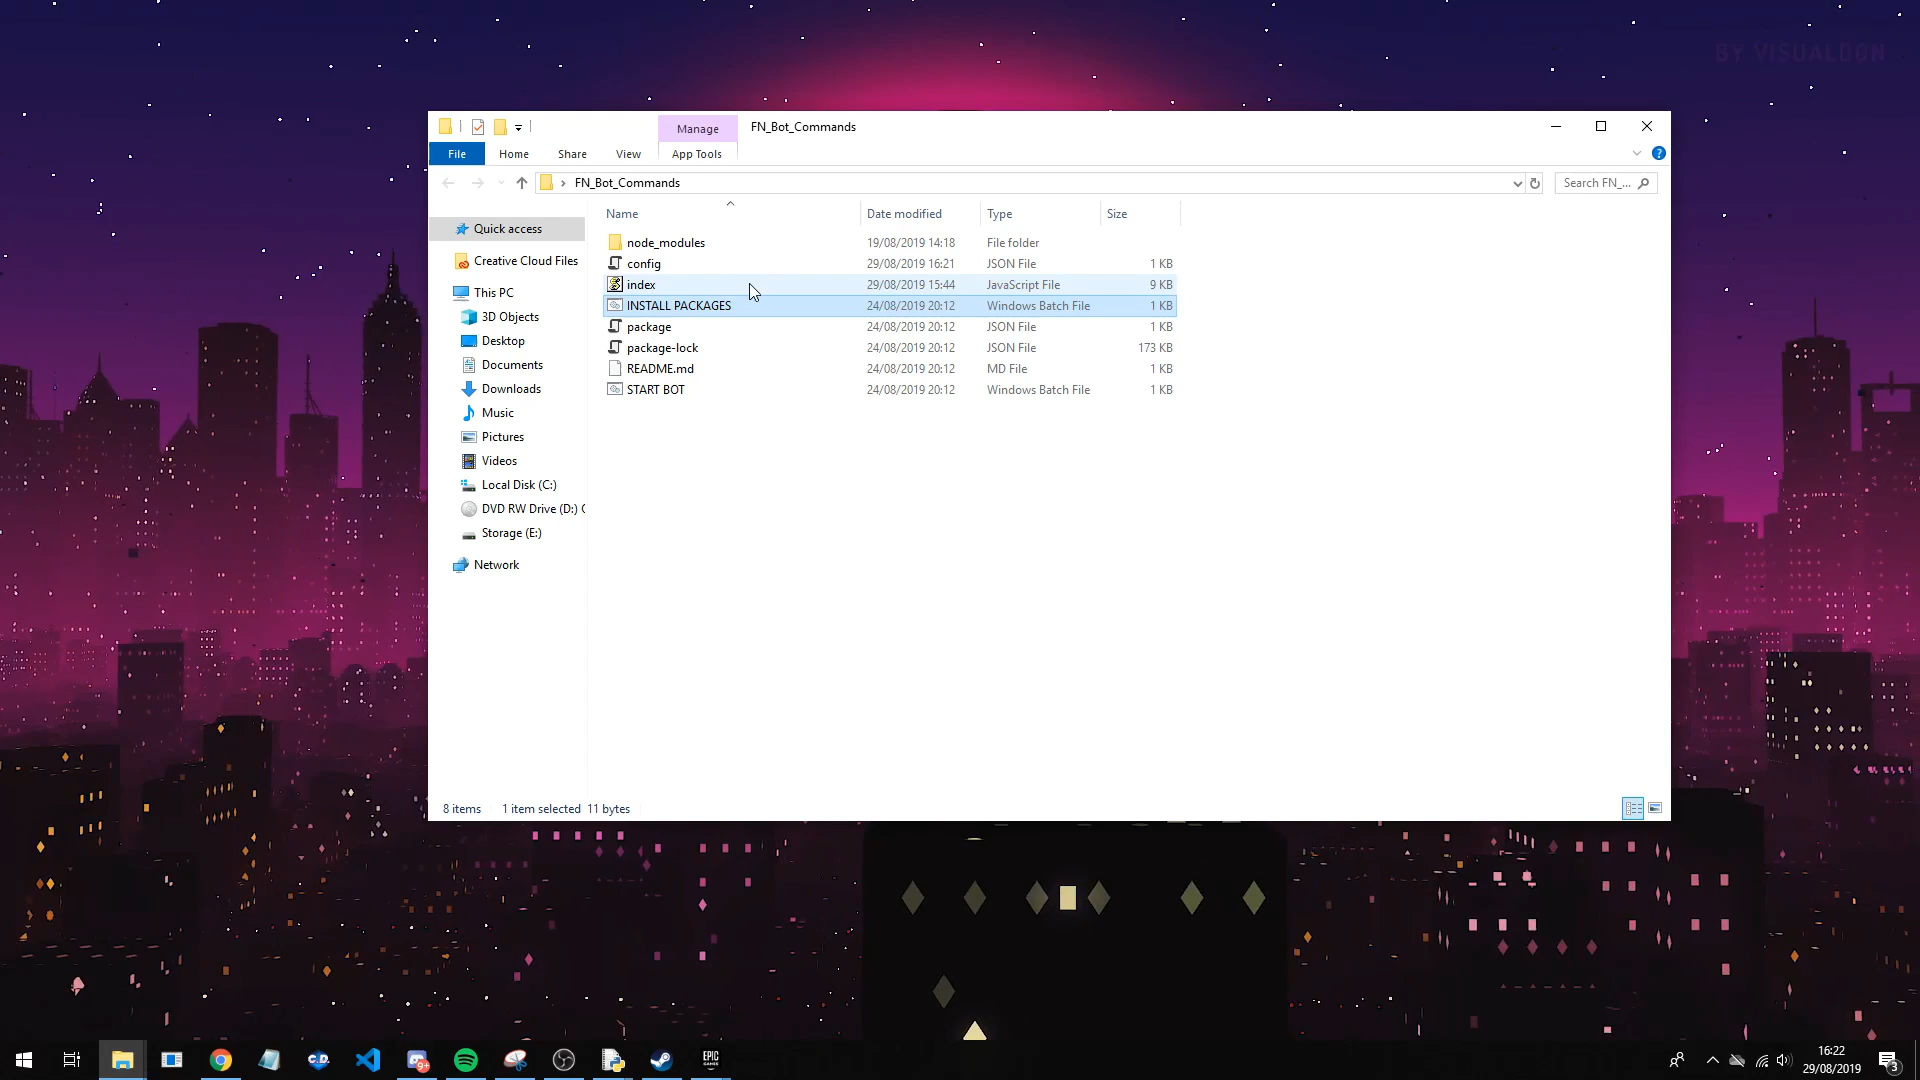 BY VISUALDON
Manage
FN_Bot_Commands
File
Home
Share
View
App Tools
FN_Bot_Commands
Search FN_...
Name
Date modified
Type
Size
Quick access
Creative Cloud Files
This PC
3D Objects
Desktop
Documents
Downloads
Music
Pictures
Videos
Local Disk (C:)
DVD RW Drive (D:) C
Storage (E:)
Network
node_modules 19/08/2019 14:18 File folder
config 29/08/2019 16:21 JSON File 1 KB
index 29/08/2019 15:44 JavaScript File 9 KB
INSTALL PACKAGES 24/08/2019 20:12 Windows Batch File 1 KB
package 24/08/2019 20:12 JSON File 1 KB
package-lock 24/08/2019 20:12 JSON File 173 KB
README.md 24/08/2019 20:12 MD File 1 KB
START BOT 24/08/2019 20:12 Windows Batch File 1 KB
8 items 1 item selected 11 bytes
C.D.
9+
EPIC
GAMES
16:22
29/08/2019
3